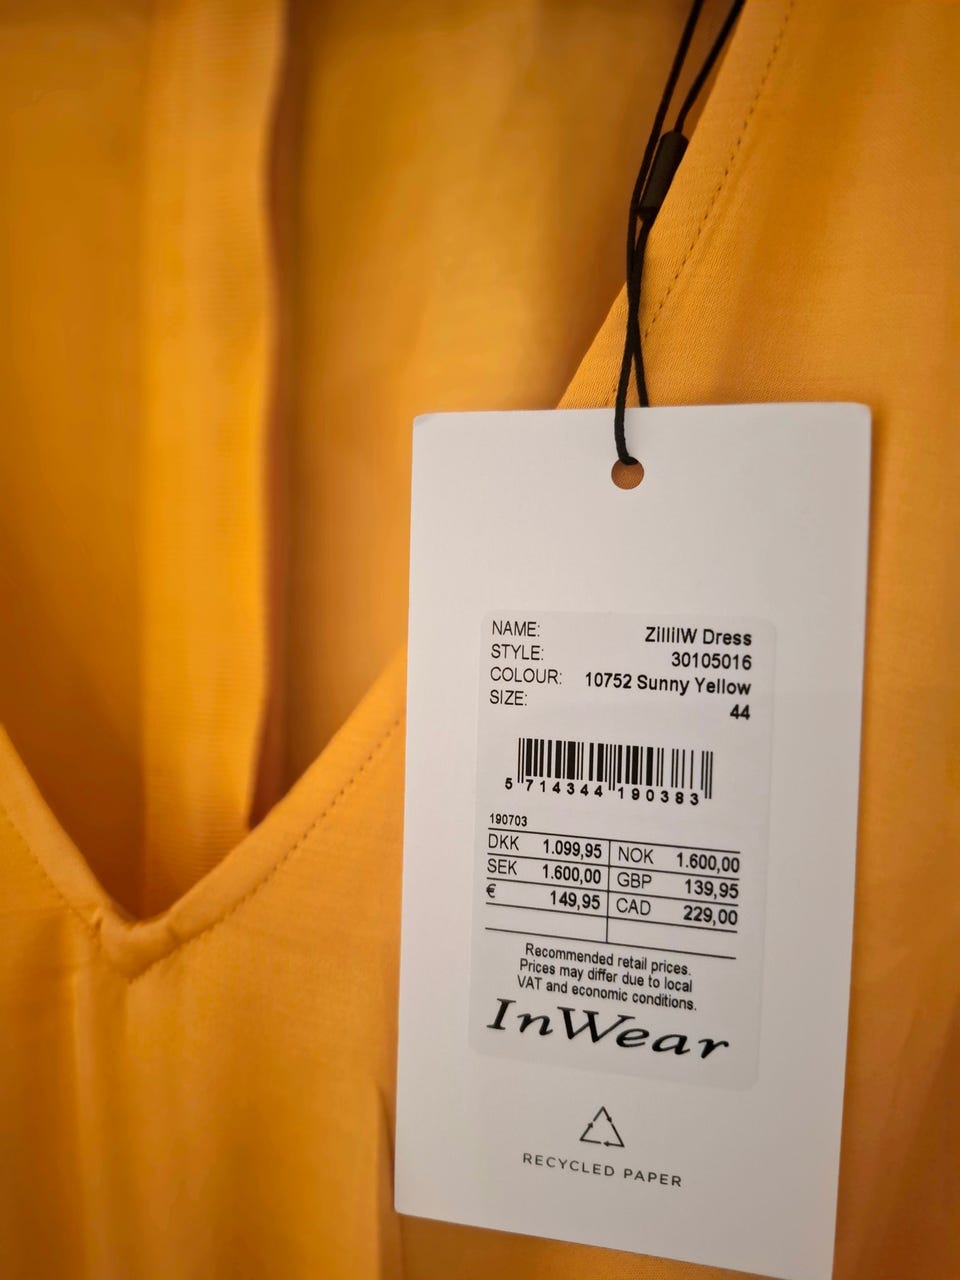 NAME: ZilliIW Dress
STYLE: 30105016
COLOUR: 10752 Sunny Yellow
SIZE: 44
5 714344 190383
190703
DKK 1.099,95 NOK 1.600,00
SEK 1.600,00 GBP 139,95
€ 149,95 CAD 229,00
Recommended retail prices.
Prices may differ due to local
VAT and economic conditions.
InWear
RECYCLED PAPER